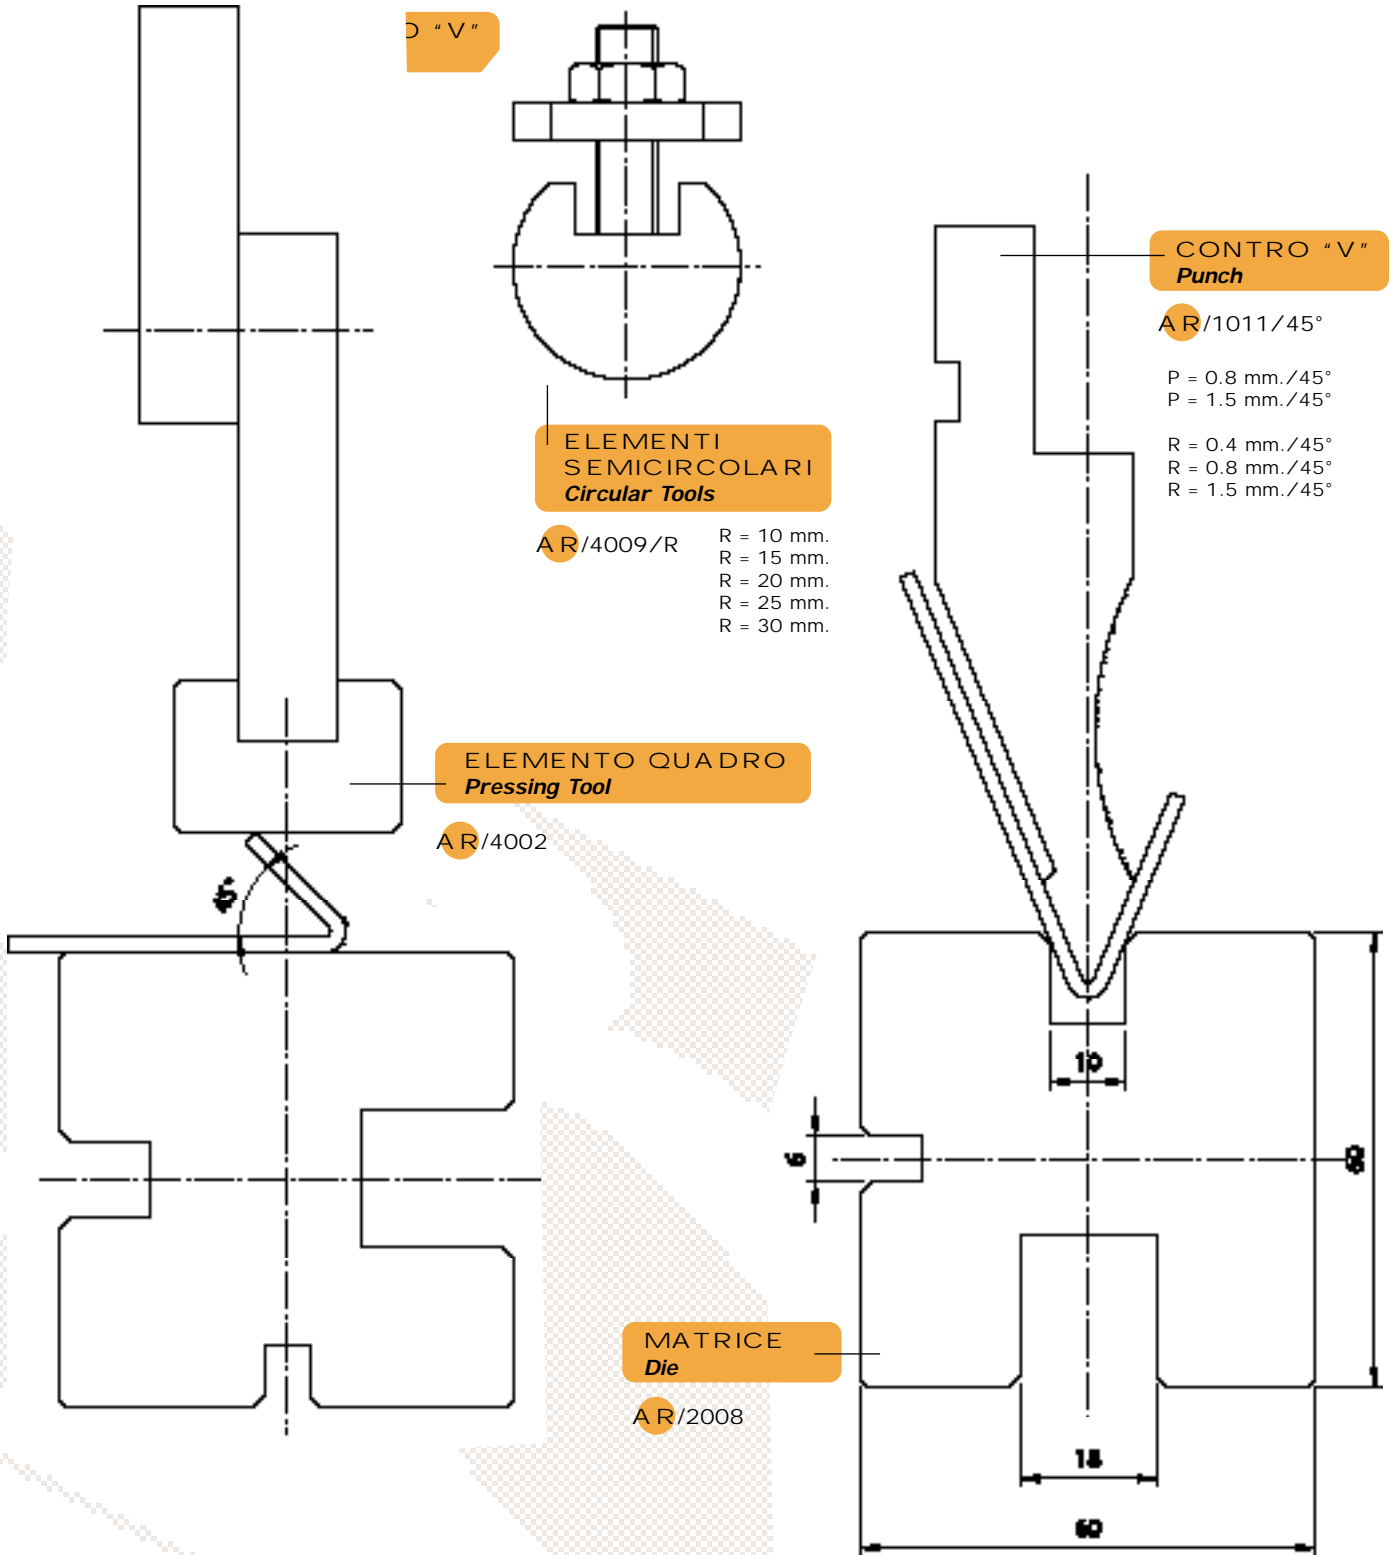 O “V”
CONTRO “V”
Punch
AR/1011/45°
P = 0.8 mm./45°
P = 1.5 mm./45°
R = 0.4 mm./45°
R = 0.8 mm./45°
R = 1.5 mm./45°
ELEMENTI
SEMICIRCOLARI
Circular Tools
AR/4009/R
R = 10 mm.
R = 15 mm.
R = 20 mm.
R = 25 mm.
R = 30 mm.
ELEMENTO QUADRO
Pressing Tool
AR/4002
45°
10
6
60
MATRICE
Die
AR/2008
18
60